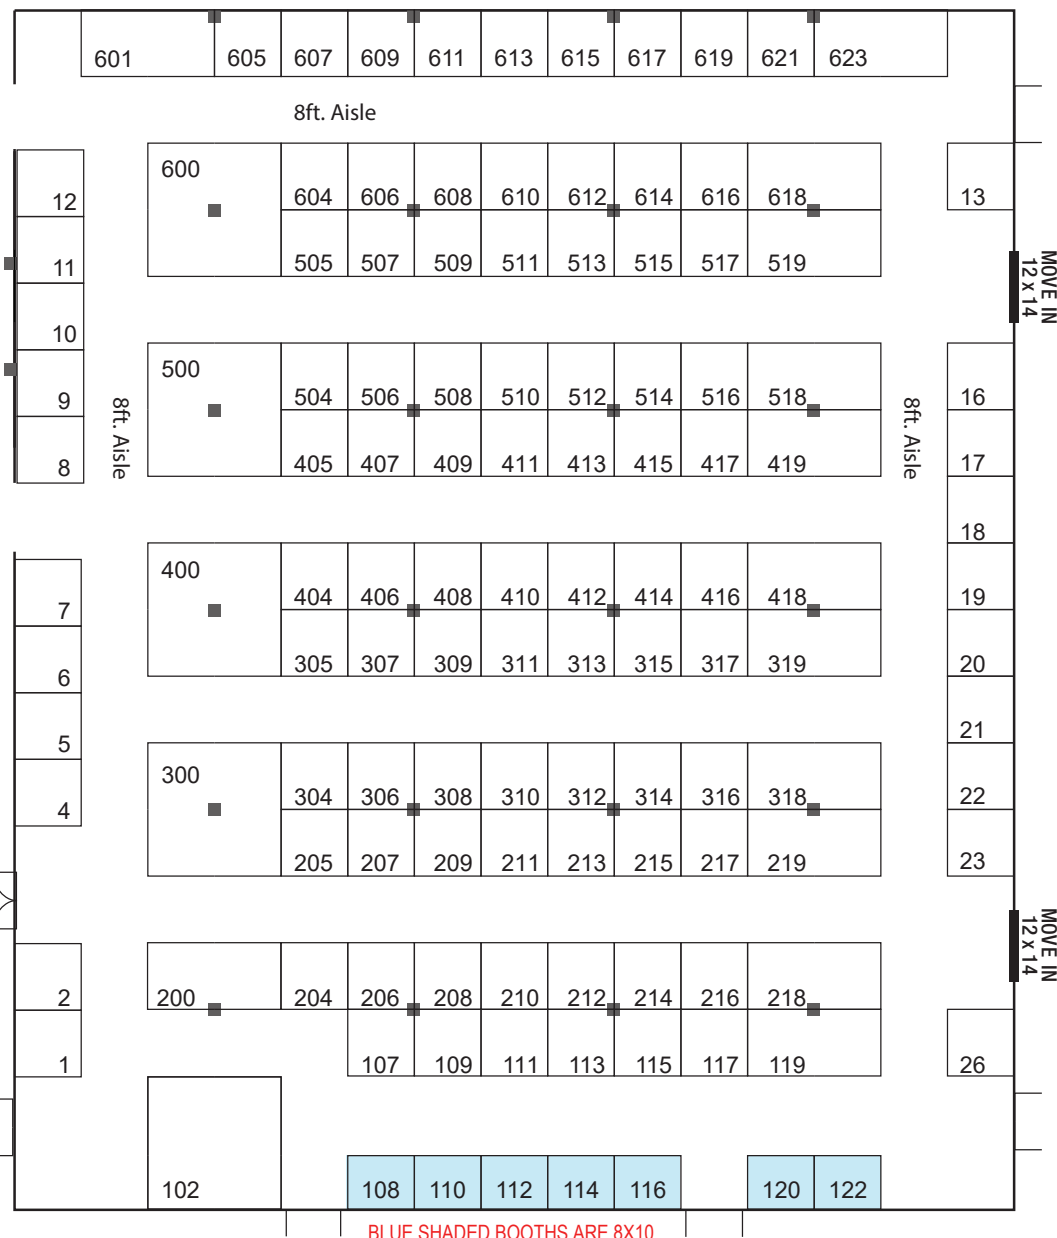 601 605 607 609 611 613 615 617 619 621 623
8ft. Aisle
600
12 604 606 608 610 612 614 616 618 13
11 505 507 509 511 513 515 517 519
MOVE IN
12 x 14
10
500
9 504 506 508 510 512 514 516 518 16
8ft. Aisle
8ft. Aisle
8 405 407 409 411 413 415 417 419 17
18
400
7 404 406 408 410 412 414 416 418 19
6 305 307 309 311 313 315 317 319 20
5 21
300
4 304 306 308 310 312 314 316 318 22
205 207 209 211 213 215 217 219 23
MOVE IN
12 x 14
2 200 204 206 208 210 212 214 216 218
1 107 109 111 113 115 117 119 26
102 108 110 112 114 116 120 122
BLUE SHADED BOOTHS ARE 8X10